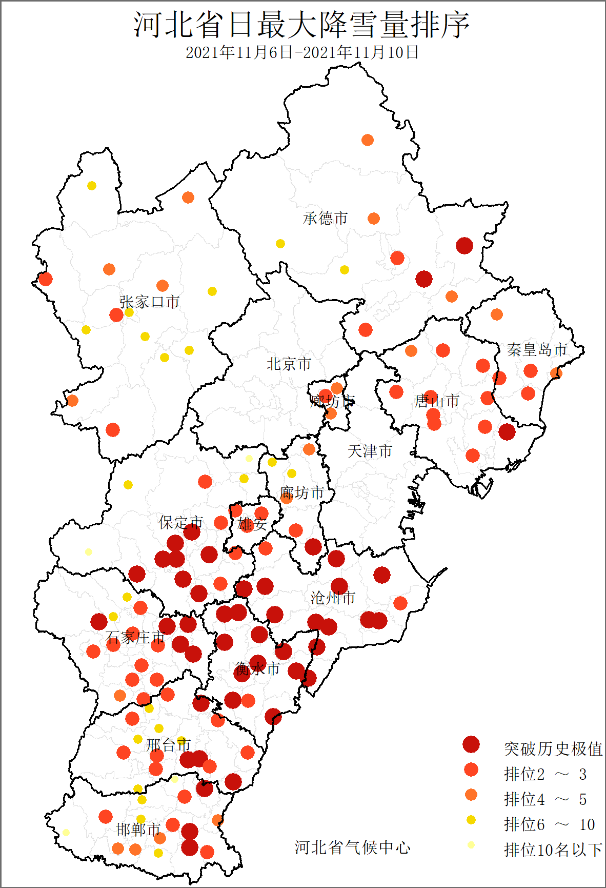 河北省日最大降雪量排序
2021年11月6日-2021年11月10日
承德市
张家口市
秦皇岛市
北京市
廊坊市
唐山市
天津市
廊坊市
保定市
雄安
沧州市
石家庄市
衡水市
邢台市
邯郸市
突破历史极值
排位2 ～ 3
排位4 ～ 5
排位6 ～ 10
排位10名以下
河北省气候中心